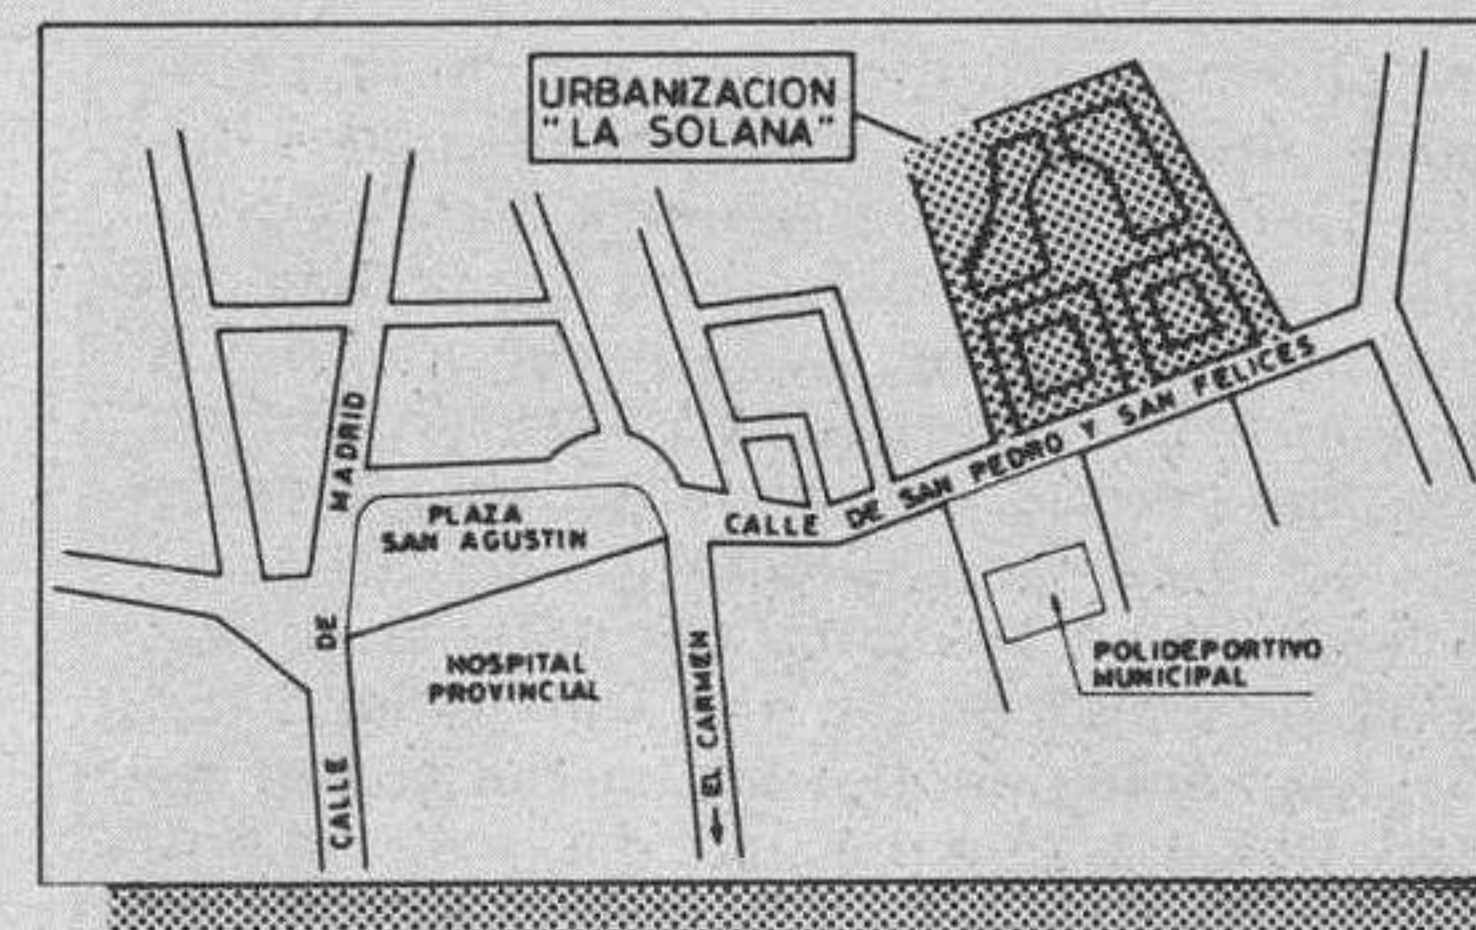 URBANIZACION
"LA SOLANA"
CALLE DE MADRID
PLAZA
SAN AGUSTIN
CALLE DE SAN PEDRO Y SAN FELICES
HOSPITAL
PROVINCIAL
← EL CARMEN
POLIDEPORTIVO
MUNICIPAL